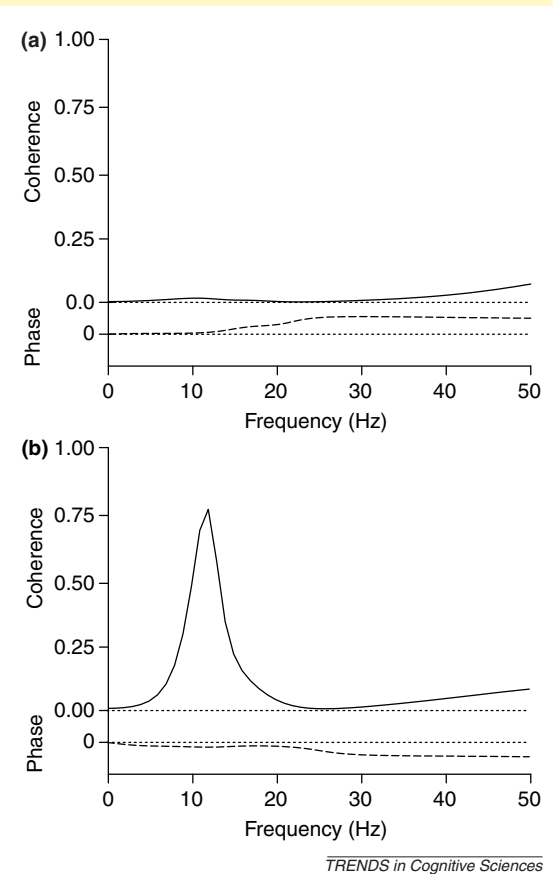 (a) 1.00
0.75
0.50
0.25
0.0
0
Coherence
Phase
0 10 20 30 40 50
Frequency (Hz)
(b) 1.00
0.75
0.50
0.25
0.00
0
Coherence
Phase
0 10 20 30 40 50
Frequency (Hz)
TRENDS in Cognitive Sciences